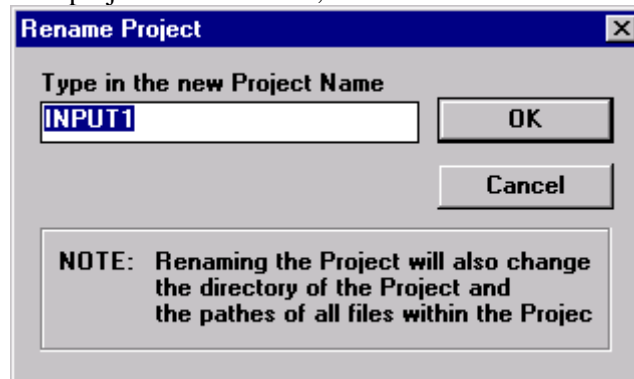 Rename Project
Type in the new Project Name
INPUT1
OK
Cancel
NOTE: Renaming the Project will also change
the directory of the Project and
the pathes of all files within the Projec